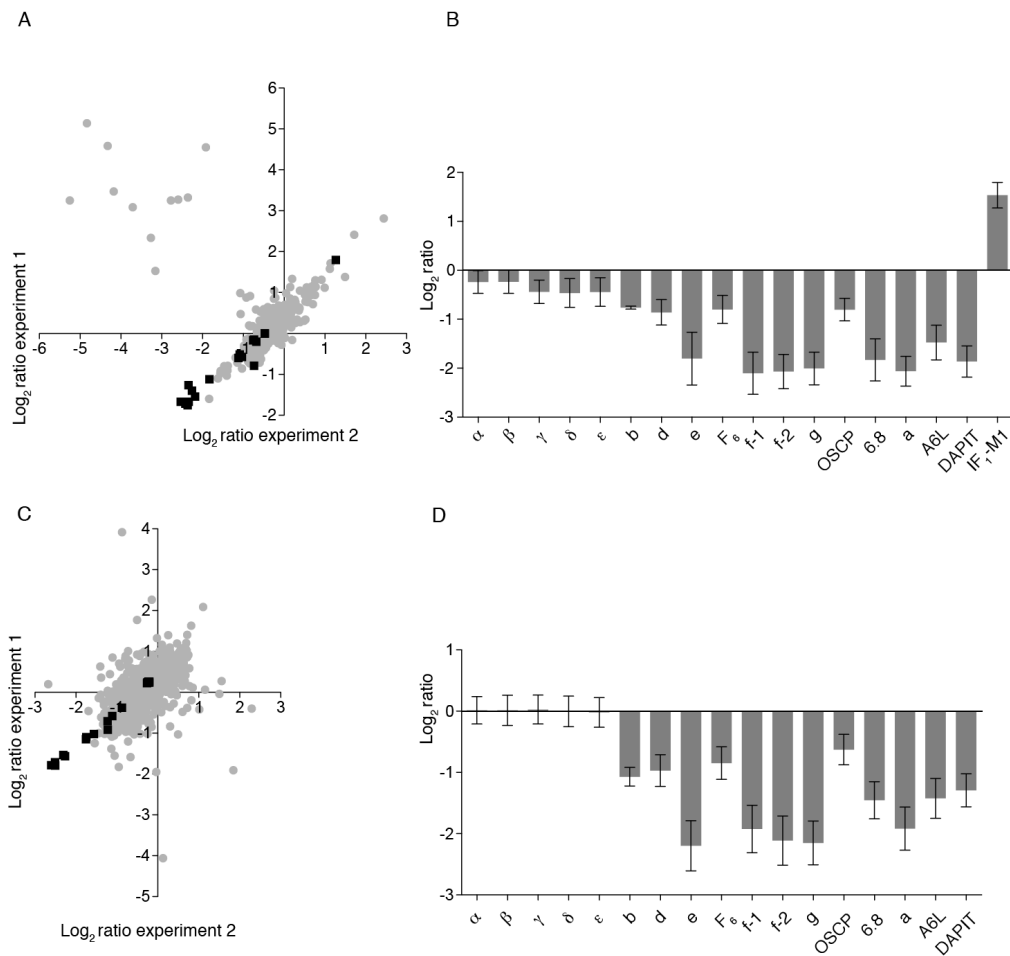 A
B
6
5
4
3
2
1
-6 -5 -4 -3 -2 -1 0 1 2 3
-1
-2
Log2 ratio experiment 1
Log2 ratio experiment 2
2
1
0
-1
-2
-3
Log2 ratio
α β γ δ ε b d e F6 f-1 f-2 g OSCP 6.8 a A6L DAPIT IF1-M1
C
D
4
3
2
1
-3 -2 -1 0 1 2 3
-1
-2
-3
-4
-5
Log2 ratio experiment 1
Log2 ratio experiment 2
1
0
-1
-2
-3
Log2 ratio
α β γ δ ε b d e F6 f-1 f-2 g OSCP 6.8 a A6L DAPIT